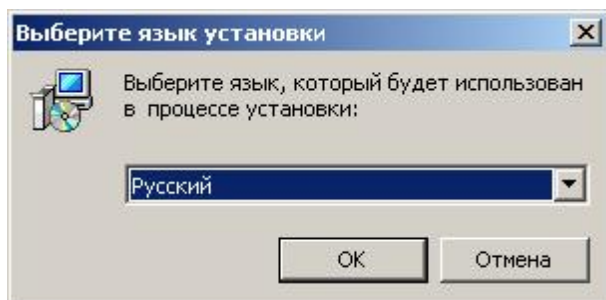 Выберите язык установки
Выберите язык, который будет использован
в процессе установки:
Русский
OK
Отмена